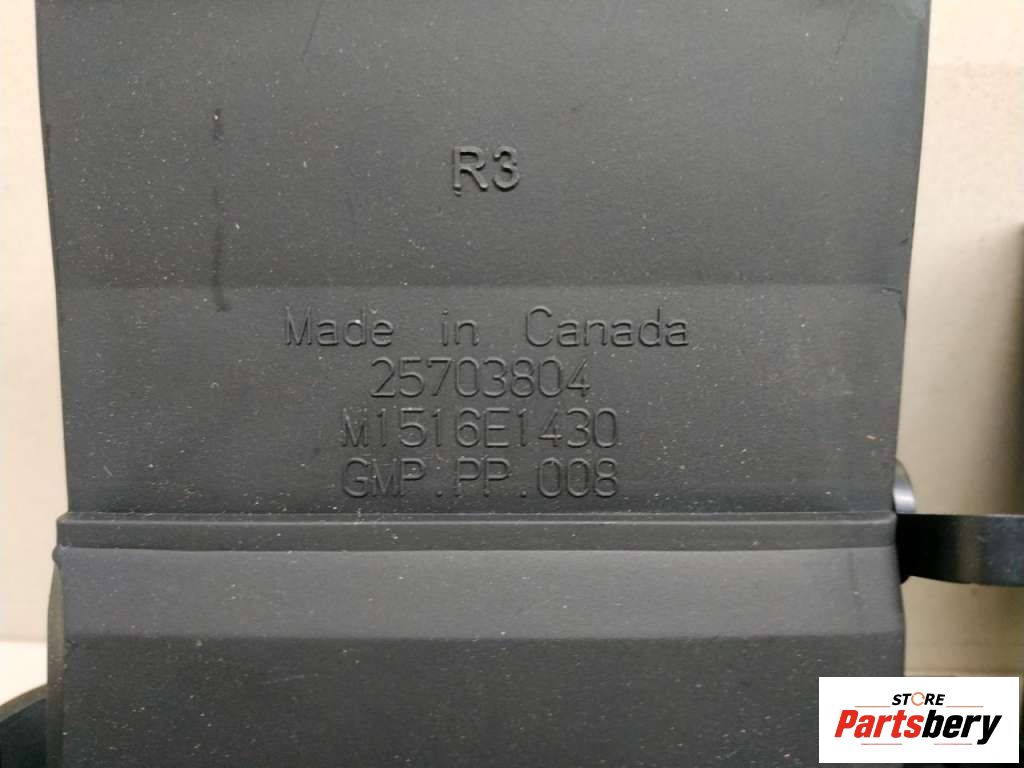 R3
Made in Canada
25703804
M1516E1430
GMP.PP.008
STORE
Partsbery